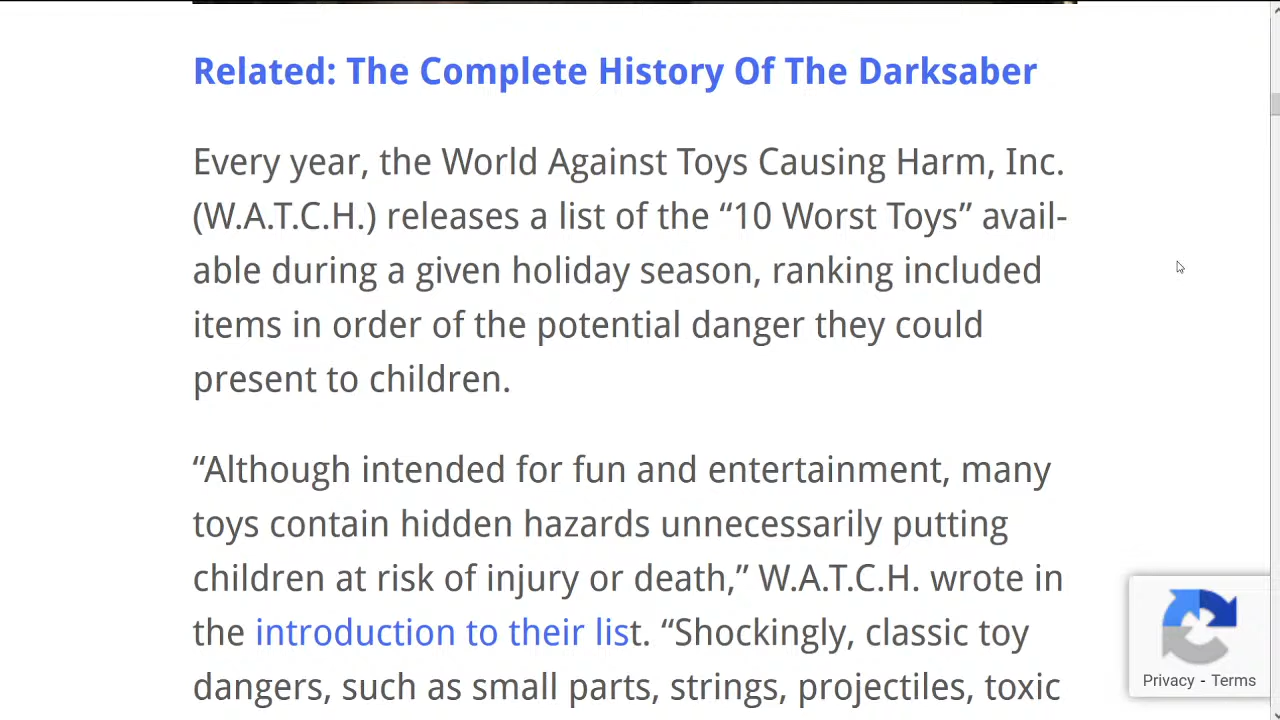 Related: The Complete History Of The Darksaber
Every year, the World Against Toys Causing Harm, Inc.
(W.A.T.C.H.) releases a list of the “10 Worst Toys” avail-
able during a given holiday season, ranking included
items in order of the potential danger they could
present to children.
“Although intended for fun and entertainment, many
toys contain hidden hazards unnecessarily putting
children at risk of injury or death,” W.A.T.C.H. wrote in
the introduction to their list. “Shockingly, classic toy
dangers, such as small parts, strings, projectiles, toxic
Privacy - Terms